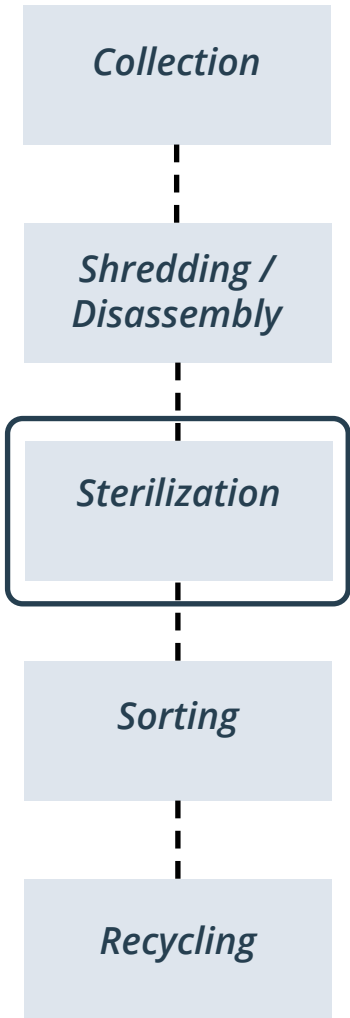 Collection
Shredding /
Disassembly
Sterilization
Sorting
Recycling